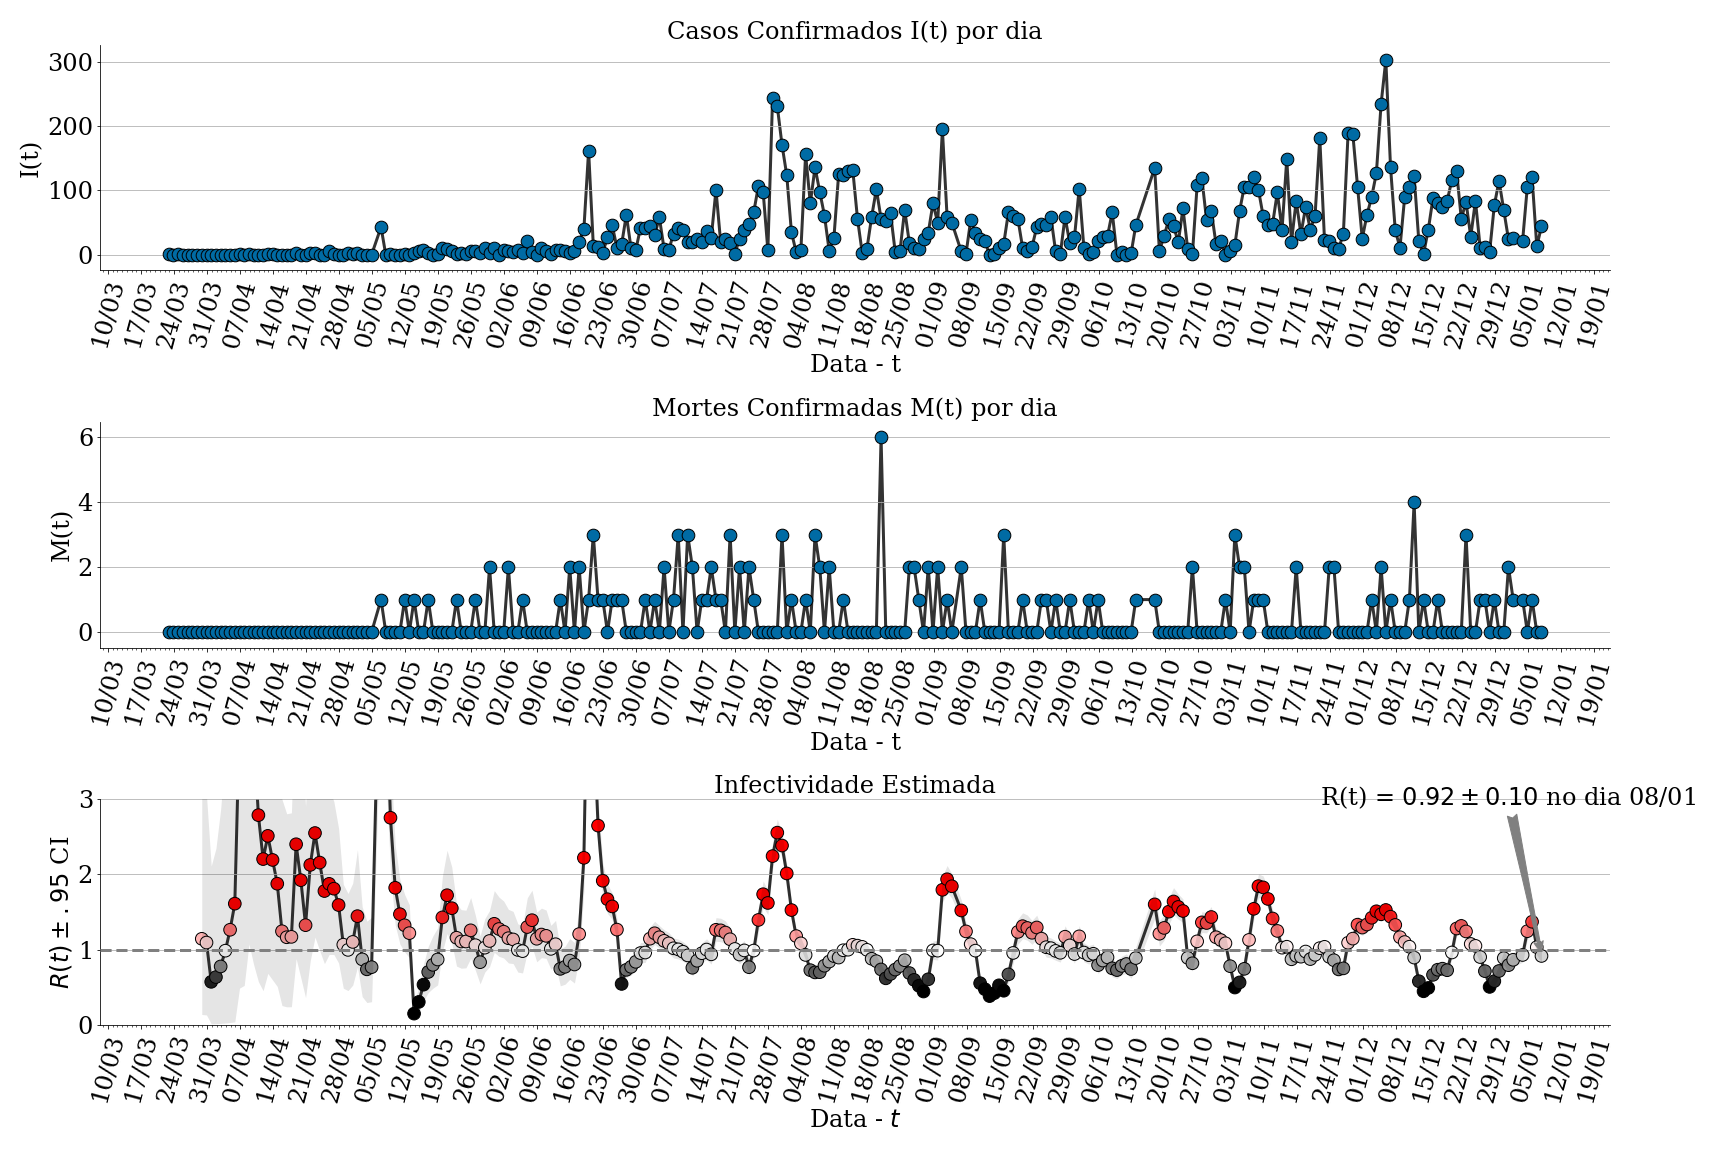 Casos Confirmados I(t) por dia
I(t)
300
200
100
0
10/03 17/03 24/03 31/03 07/04 14/04 21/04 28/04 05/05 12/05 19/05 26/05 02/06 09/06 16/06 23/06 30/06 07/07 14/07 21/07 28/07 04/08 11/08 18/08 25/08 01/09 08/09 15/09 22/09 29/09 06/10 13/10 20/10 27/10 03/11 10/11 17/11 24/11 01/12 08/12 15/12 22/12 29/12 05/01 12/01 19/01
Data - t
Mortes Confirmadas M(t) por dia
M(t)
6
4
2
0
10/03 17/03 24/03 31/03 07/04 14/04 21/04 28/04 05/05 12/05 19/05 26/05 02/06 09/06 16/06 23/06 30/06 07/07 14/07 21/07 28/07 04/08 11/08 18/08 25/08 01/09 08/09 15/09 22/09 29/09 06/10 13/10 20/10 27/10 03/11 10/11 17/11 24/11 01/12 08/12 15/12 22/12 29/12 05/01 12/01 19/01
Data - t
Infectividade Estimada
R(t) = 0.92 ± 0.10 no dia 08/01
R(t) ± .95 CI
3
2
1
0
10/03 17/03 24/03 31/03 07/04 14/04 21/04 28/04 05/05 12/05 19/05 26/05 02/06 09/06 16/06 23/06 30/06 07/07 14/07 21/07 28/07 04/08 11/08 18/08 25/08 01/09 08/09 15/09 22/09 29/09 06/10 13/10 20/10 27/10 03/11 10/11 17/11 24/11 01/12 08/12 15/12 22/12 29/12 05/01 12/01 19/01
Data - t